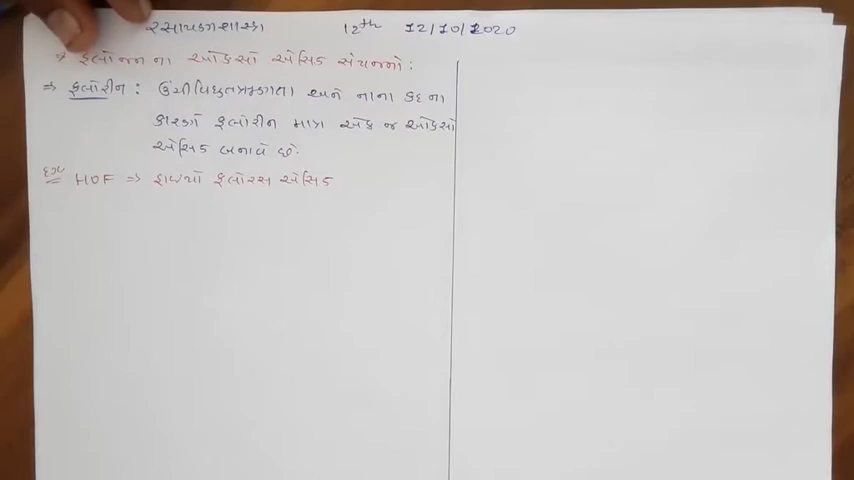 રસાયણશાસ્ત્ર 12th 12/10/2020
→ હેલોજનના ઓક્સો એસિડ સંયોજનો :
⇒ ફ્લોરીન : ઉંચી વિદ્યુતઋણતા અને નાના કદના
કારણે ફ્લોરીન માત્ર એક જ ઓક્સો
એસિડ બનાવે છે.
દા.ત HOF ⇒ હાયપો ફ્લોરસ એસિડ